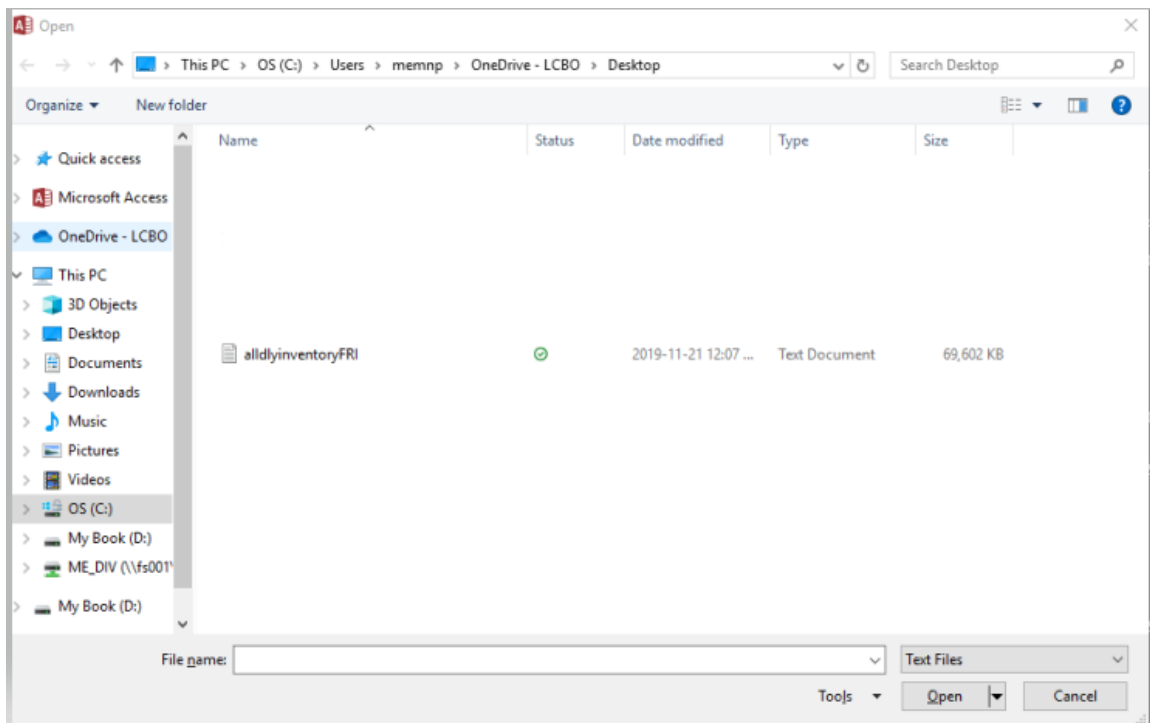 Open
This PC > OS (C:) > Users > memnp > OneDrive - LCBO > Desktop
Search Desktop
Organize
New folder
Name
Status
Date modified
Type
Size
Quick access
Microsoft Access
OneDrive - LCBO
This PC
3D Objects
Desktop
Documents
Downloads
Music
Pictures
Videos
OS (C:)
My Book (D:)
ME_DIV (\\fs001\
My Book (D:)
alldlyinventoryFRI
2019-11-21 12:07 ...
Text Document
69,602 KB
File name:
Text Files
Tools
Open
Cancel